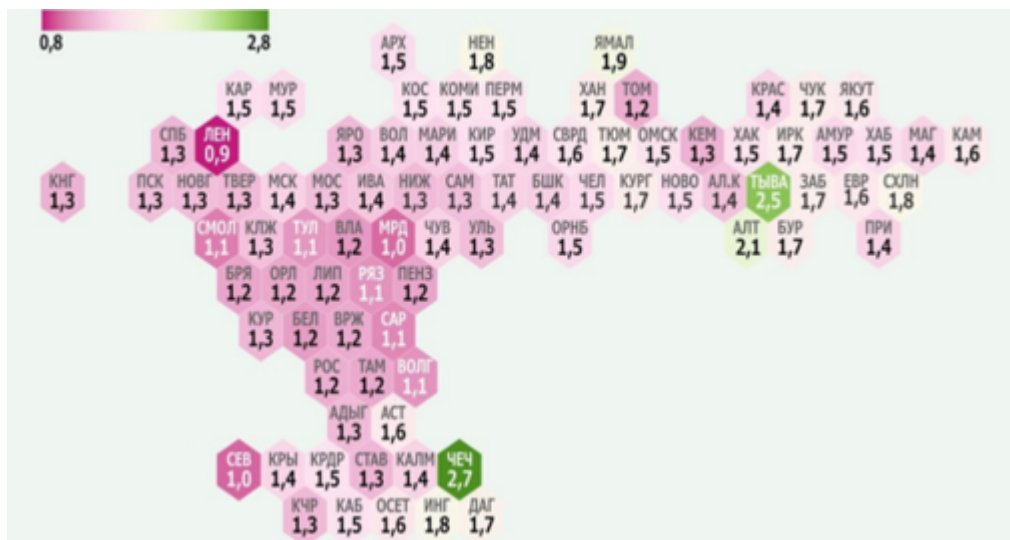 0,8 2,8
АРХ НЕН ЯМАЛ
1,5 1,8 1,9
КАР МУР КОС КОМИ ПЕРМ ХАН ТОМ КРАС ЧУК ЯКУТ
1,5 1,5 1,5 1,5 1,5 1,7 1,2 1,4 1,7 1,6
СПБ ЛЕН ЯРО ВОЛ МАРИ КИР УДМ СВРД ТЮМ ОМСК КЕМ ХАК ИРК АМУР ХАБ МАГ КАМ
1,3 0,9 1,3 1,4 1,4 1,5 1,4 1,6 1,7 1,5 1,3 1,5 1,7 1,5 1,5 1,4 1,6
КНГ ПСК НОВГ ТВЕР МСК МОС ИВА НИЖ САМ ТАТ БШК ЧЕЛ КУРГ НОВО АЛ.К ТЫВА ЗАБ ЕВР СХЛН
1,3 1,3 1,3 1,3 1,4 1,3 1,4 1,3 1,3 1,4 1,4 1,5 1,7 1,5 1,4 2,5 1,7 1,6 1,8
СМОЛ КЛЖ ТУЛ ВЛА МРД ЧУВ УЛЬ ОРНБ АЛТ БУР ПРИ
1,1 1,3 1,1 1,2 1,0 1,4 1,3 1,5 2,1 1,7 1,4
БРЯ ОРЛ ЛИП РЯЗ ПЕНЗ
1,2 1,2 1,2 1,1 1,2
КУР БЕЛ ВРЖ САР
1,3 1,2 1,2 1,1
РОС ТАМ ВОЛГ
1,2 1,2 1,1
АДЫГ АСТ
1,3 1,6
СЕВ КРЫ КРДР СТАВ КАЛМ ЧЕЧ
1,0 1,4 1,5 1,3 1,4 2,7
КЧР КАБ ОСЕТ ИНГ ДАГ
1,3 1,5 1,6 1,8 1,7